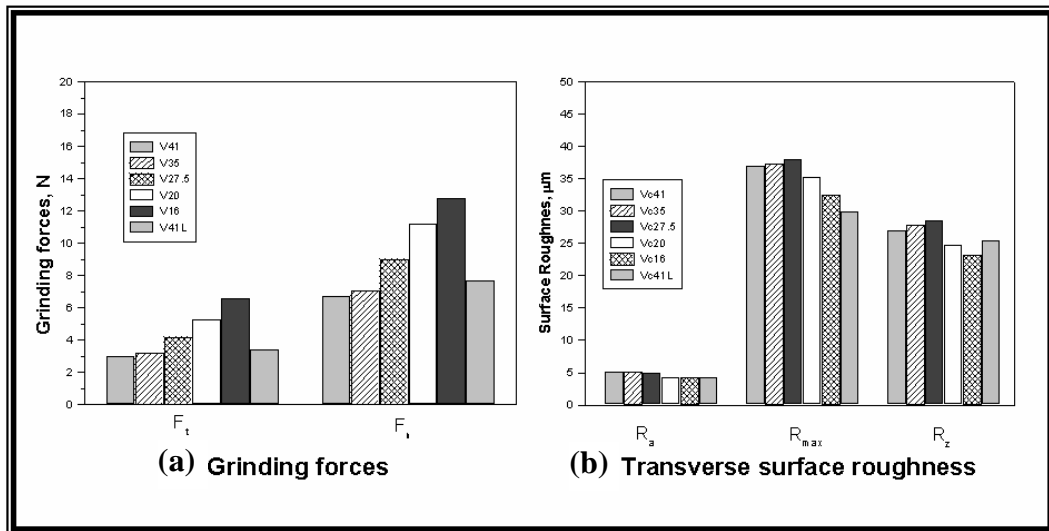 20
18
16
14
12
10
8
6
4
2
0
Grinding forces, N
V41
V35
V27.5
V20
V16
V41L
Ft
(a) Grinding forces
50
45
40
35
30
25
20
15
10
5
0
Surface Roughnes, µm
Vc41
Vc35
Vc27.5
Vc20
Vc16
Vc41L
Ra
Rmax
Rz
(b) Transverse surface roughness